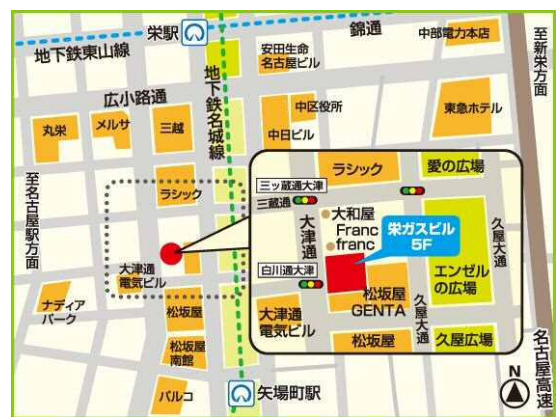 栄駅
地下鉄東山線
錦通
中部電力本店
至新栄方面
安田生命
名古屋ビル
広小路通
地下鉄名城線
中区役所
東急ホテル
丸栄
メルサ
三越
中日ビル
至名古屋駅方面
ラシック
大津通
電気ビル
ナディア
パーク
松坂屋
松坂屋
南館
パルコ
矢場町駅
ラシック
愛の広場
三ッ蔵通大津
三蔵通
大津通
大和屋
Franc
franc
栄ガスビル
5F
久屋大通
白川通大津
エンゼル
の広場
大津通
電気ビル
松坂屋
GENTA
久屋大通
松坂屋
久屋広場
名古屋高速
N